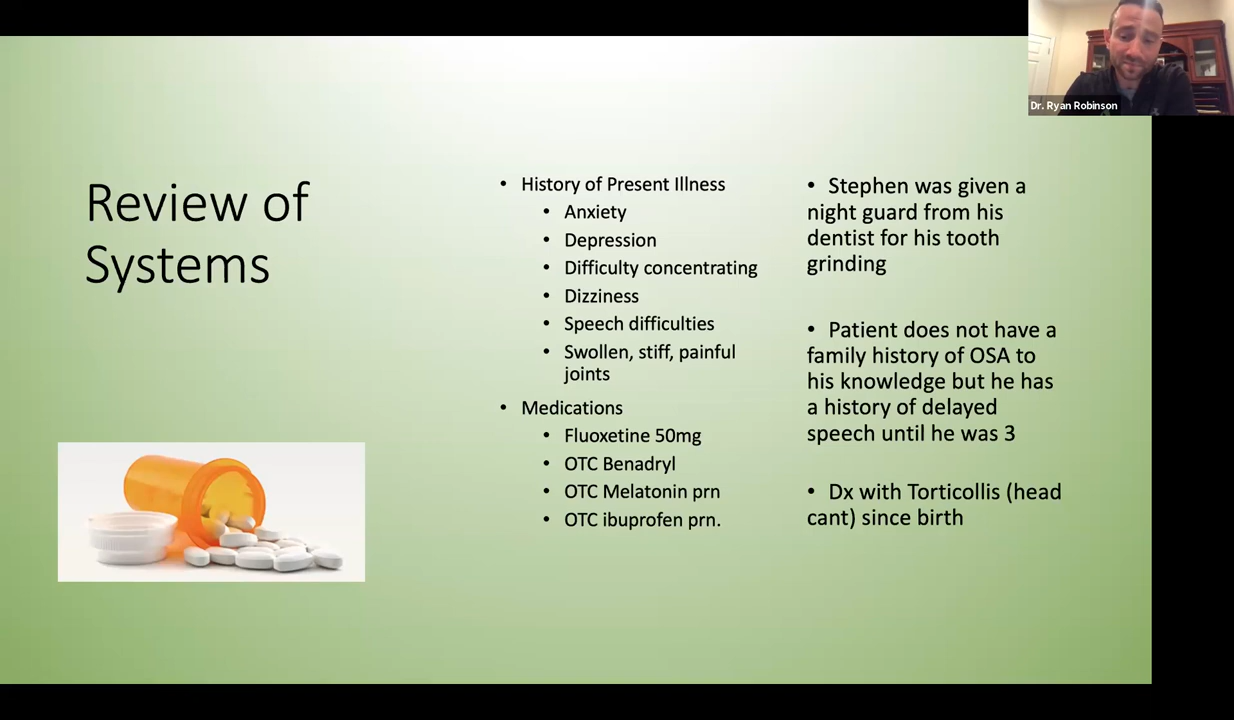 Dr. Ryan Robinson
Review of
Systems
• History of Present Illness
• Anxiety
• Depression
• Difficulty concentrating
• Dizziness
• Speech difficulties
• Swollen, stiff, painful
joints
• Medications
• Fluoxetine 50mg
• OTC Benadryl
• OTC Melatonin prn
• OTC ibuprofen prn.
• Stephen was given a
night guard from his
dentist for his tooth
grinding
• Patient does not have a
family history of OSA to
his knowledge but he has
a history of delayed
speech until he was 3
• Dx with Torticollis (head
cant) since birth